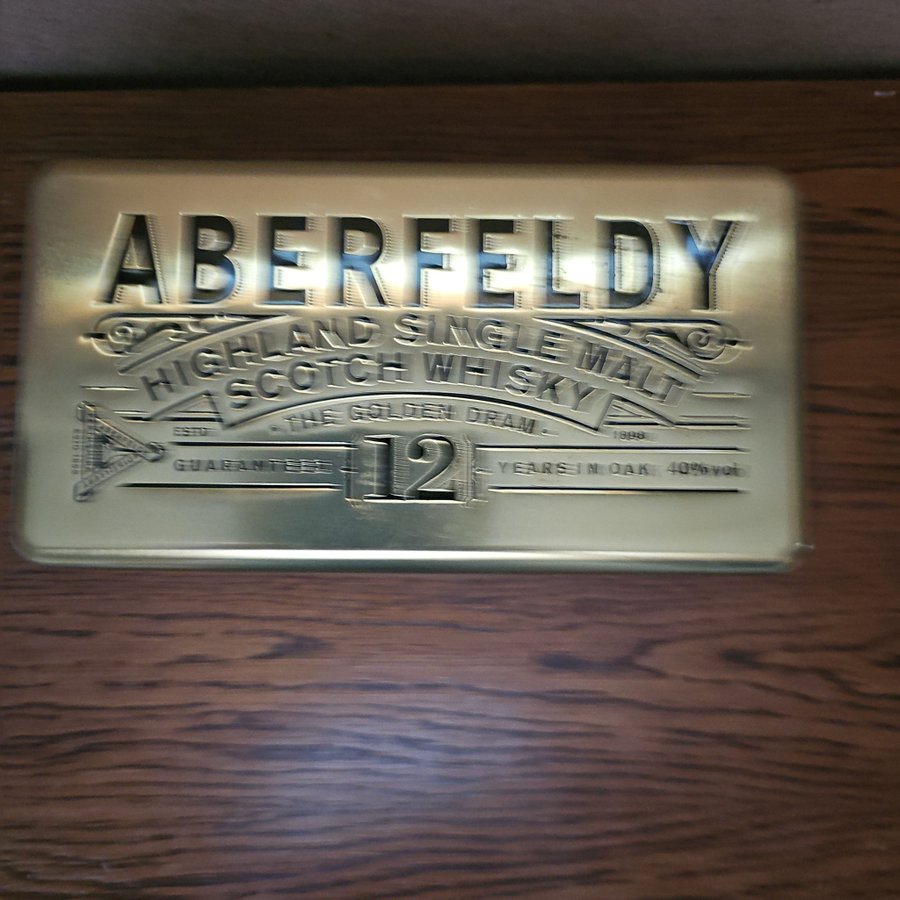 ABERFELDY
HIGHLAND SINGLE MALT
SCOTCH WHISKY
·THE GOLDEN DRAM·
ESTD 1898
GUARANTEED 12 YEARS IN OAK 40%vol